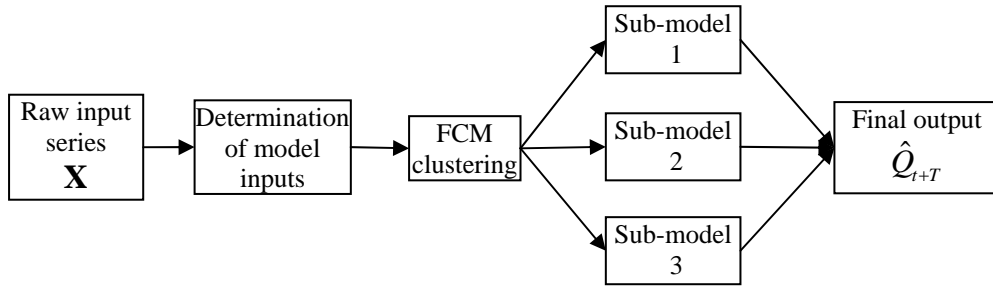 Raw input
series
X
Determination
of model
inputs
FCM
clustering
Sub-model
1
Sub-model
2
Sub-model
3
Final output
Q̂t+T